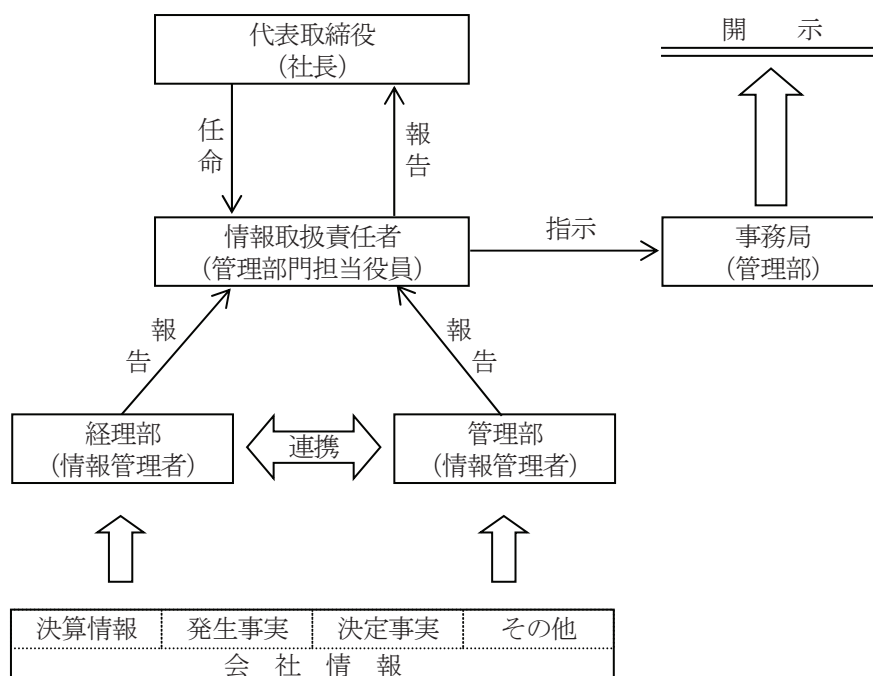 代表取締役
（社長）
開　示
任命
報告
情報取扱責任者
（管理部門担当役員）
指示
事務局
（管理部）
報告
報告
経理部
（情報管理者）
連携
管理部
（情報管理者）
決算情報
発生事実
決定事実
その他
会　社　情　報